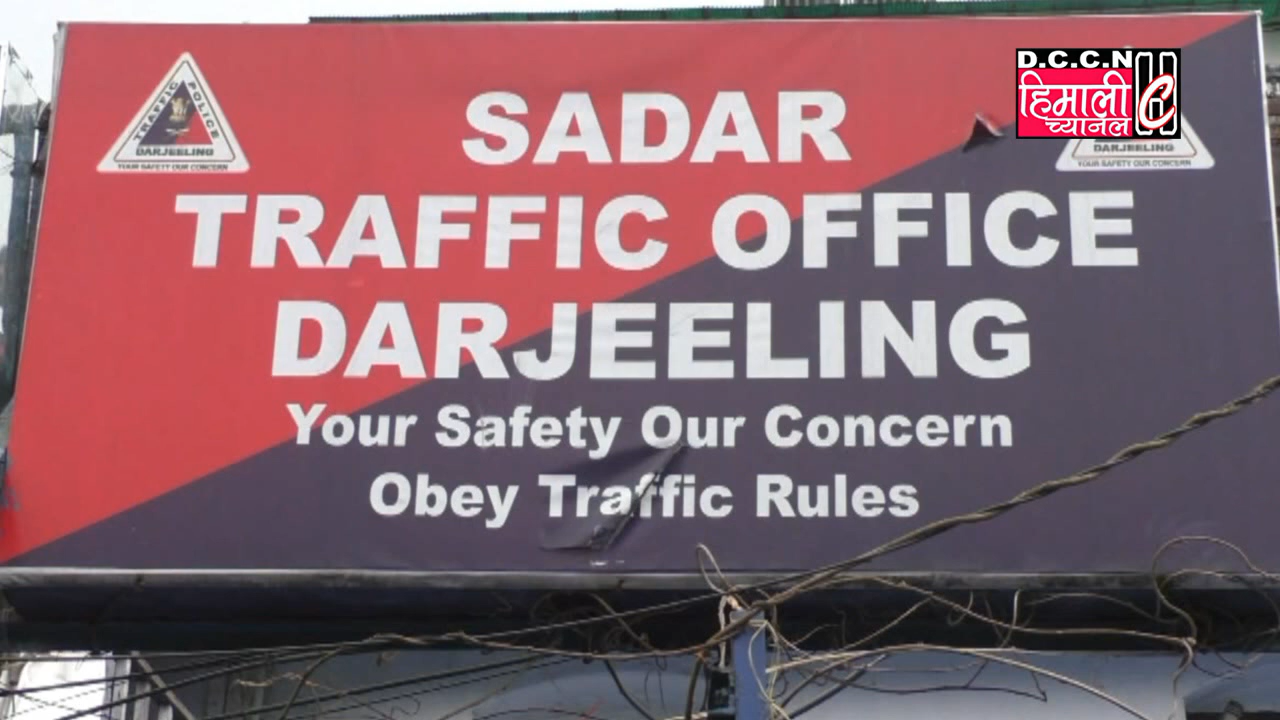 D.C.C.N
हिमाली
च्यानल
TRAFFIC POLICE
DARJEELING
YOUR SAFETY OUR CONCERN
SADAR
TRAFFIC OFFICE
DARJEELING
Your Safety Our Concern
Obey Traffic Rules
DARJEELING
YOUR SAFETY OUR CONCERN